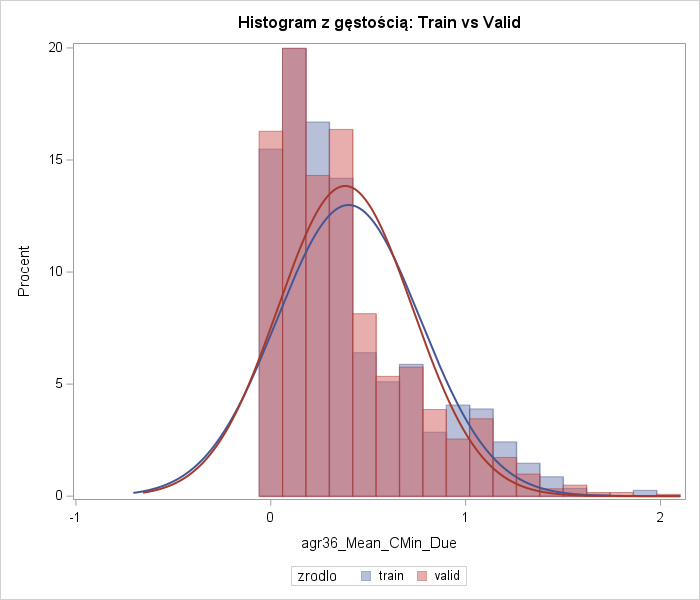 Histogram z gęstością: Train vs Valid
20
15
10
5
0
Procent
-1
0
1
2
agr36_Mean_CMin_Due
zrodlo train valid